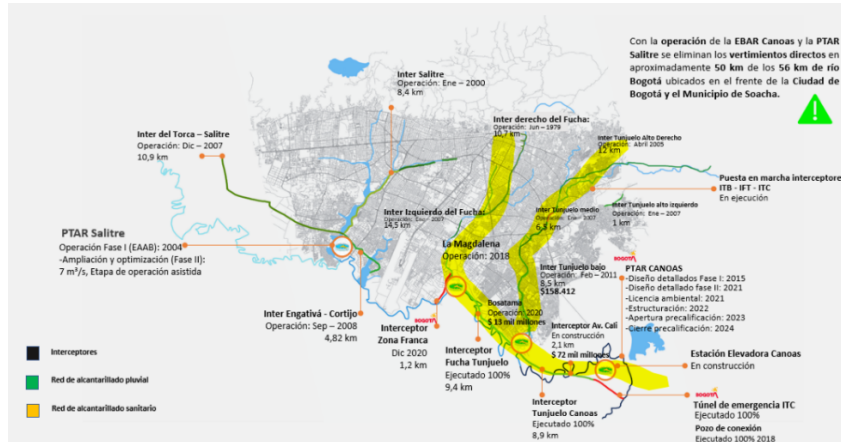 Con la operación de la EBAR Canoas y la PTAR
Salitre se eliminan los vertimientos directos en
aproximadamente 50 km de los 56 km de río
Bogotá ubicados en el frente de la Ciudad de
Bogotá y el Municipio de Soacha.
Inter Salitre
Operación: Ene – 2000
8,4 km
Inter derecho del Fucha:
Operación: Jun – 1979
10,7 km
Inter Tunjuelo Alto Derecho
Operación: Abril 2005
12 km
Inter del Torca – Salitre
Operación: Dic – 2007
10,9 km
Puesta en marcha interceptore
ITB - IFT - ITC
En ejecución
Inter Tunjuelo alto izquierdo
Operación: Ene – 2007
1 km
Inter Izquierdo del Fucha:
14,5 km
Inter Tunjuelo medio
6,3 km
PTAR Salitre
Operación Fase I (EAAB): 2004
-Ampliación y optimización (Fase II):
7 m³/s, Etapa de operación asistida
La Magdalena
Operación: 2018
Inter Tunjuelo bajo
Operación: Feb – 2011
8,5 km
$158.412
BOGOTÁ
PTAR CANOAS
-Diseño detallados Fase I: 2015
-Diseño detallado fase II: 2021
-Licencia ambiental: 2021
-Estructuración: 2022
-Apertura precalificación: 2023
-Cierre precalificación: 2024
Bosatama
Operación: 2020
$ 13 mil millones
Inter Engativá - Cortijo
Operación: Sep – 2008
4,82 km
BOGOTÁ
Interceptor
Zona Franca
Dic 2020
1,2 km
Interceptor
Fucha Tunjuelo
Ejecutado 100%
9,4 km
Interceptor Av. Cali
En construcción
2,1 km
$ 72 mil millones
Estación Elevadora Canoas
En construcción
Interceptores
Red de alcantarillado pluvial
Red de alcantarillado sanitario
Interceptor
Tunjuelo Canoas
Ejecutado 100%
8,9 km
BOGOTÁ
Túnel de emergencia ITC
Ejecutado 100%
Pozo de conexión
Ejecutado 100% 2018